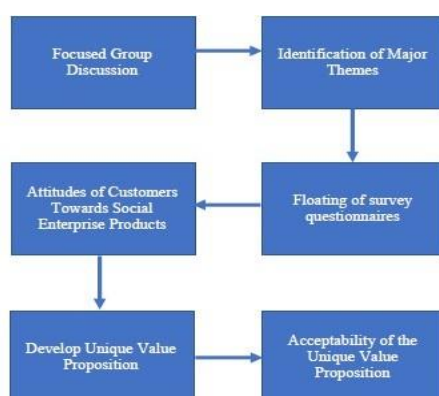 Focused Group
Discussion
Identification of Major
Themes
Attitudes of Customers
Towards Social
Enterprise Products
Floating of survey
questionnaires
Develop Unique Value
Proposition
Acceptability of the
Unique Value
Proposition